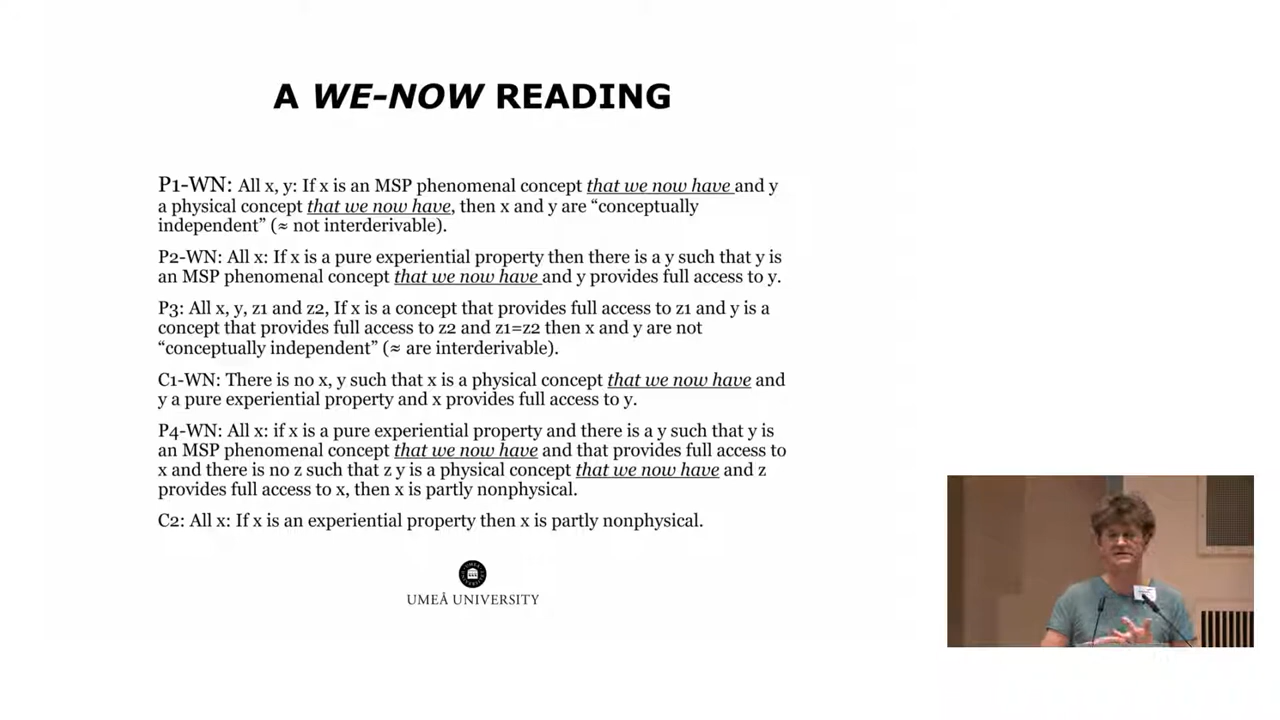 A WE-NOW READING
P1-WN: All x, y: If x is an MSP phenomenal concept that we now have and y
a physical concept that we now have, then x and y are “conceptually
independent” (≈ not interderivable).
P2-WN: All x: If x is a pure experiential property then there is a y such that y is
an MSP phenomenal concept that we now have and y provides full access to y.
P3: All x, y, z1 and z2, If x is a concept that provides full access to z1 and y is a
concept that provides full access to z2 and z1=z2 then x and y are not
“conceptually independent” (≈ are interderivable).
C1-WN: There is no x, y such that x is a physical concept that we now have and
y a pure experiential property and x provides full access to y.
P4-WN: All x: if x is a pure experiential property and there is a y such that y is
an MSP phenomenal concept that we now have and that provides full access to
x and there is no z such that z y is a physical concept that we now have and z
provides full access to x, then x is partly nonphysical.
C2: All x: If x is an experiential property then x is partly nonphysical.
UMEÅ UNIVERSITY